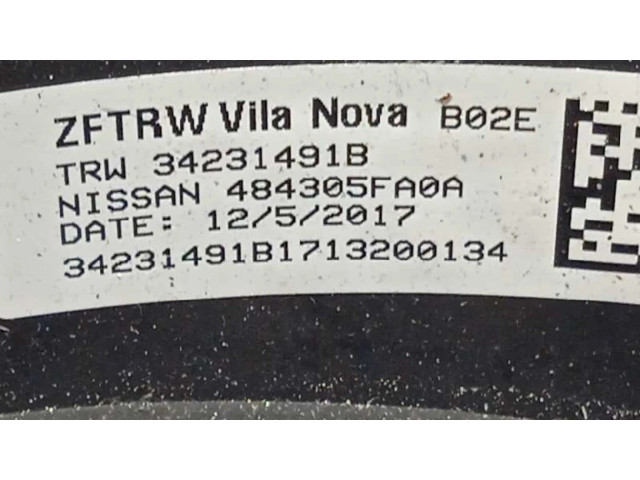 ZFTRW Vila Nova B02E
TRW 34231491B
NISSAN 484305FA0A
DATE: 12/5/2017
34231491B1713200134